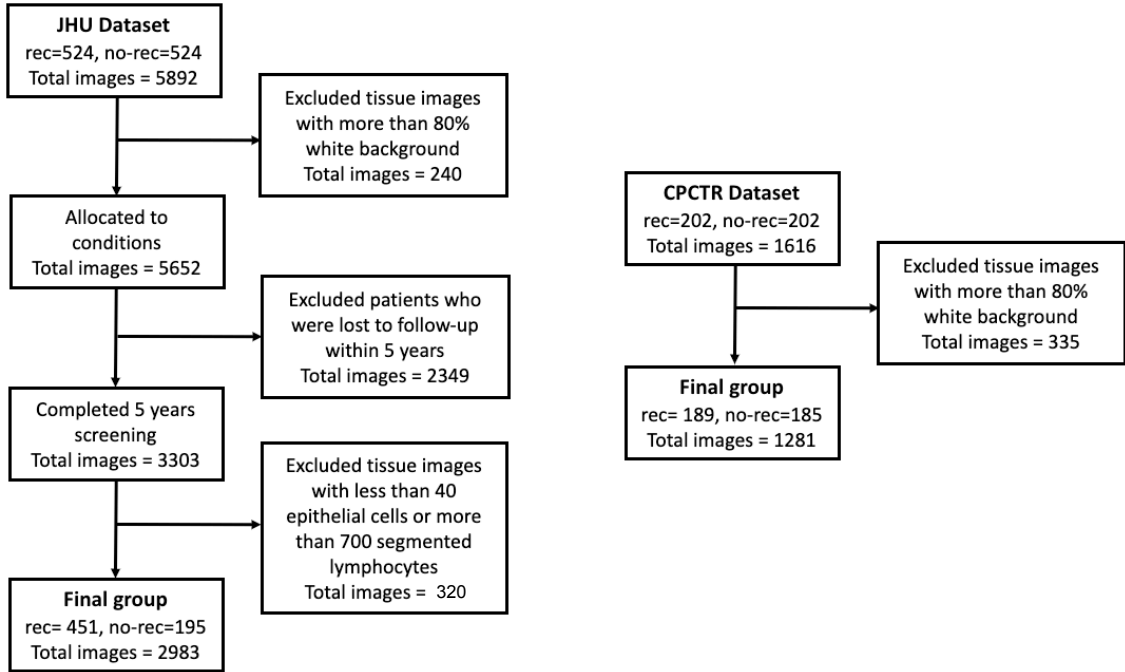 JHU Dataset
rec=524, no-rec=524
Total images = 5892
Excluded tissue images
with more than 80%
white background
Total images = 240
Allocated to
conditions
Total images = 5652
Excluded patients who
were lost to follow-up
within 5 years
Total images = 2349
Completed 5 years
screening
Total images = 3303
Excluded tissue images
with less than 40
epithelial cells or more
than 700 segmented
lymphocytes
Total images = 320
Final group
rec= 451, no-rec=195
Total images = 2983
CPCTR Dataset
rec=202, no-rec=202
Total images = 1616
Excluded tissue images
with more than 80%
white background
Total images = 335
Final group
rec= 189, no-rec=185
Total images = 1281